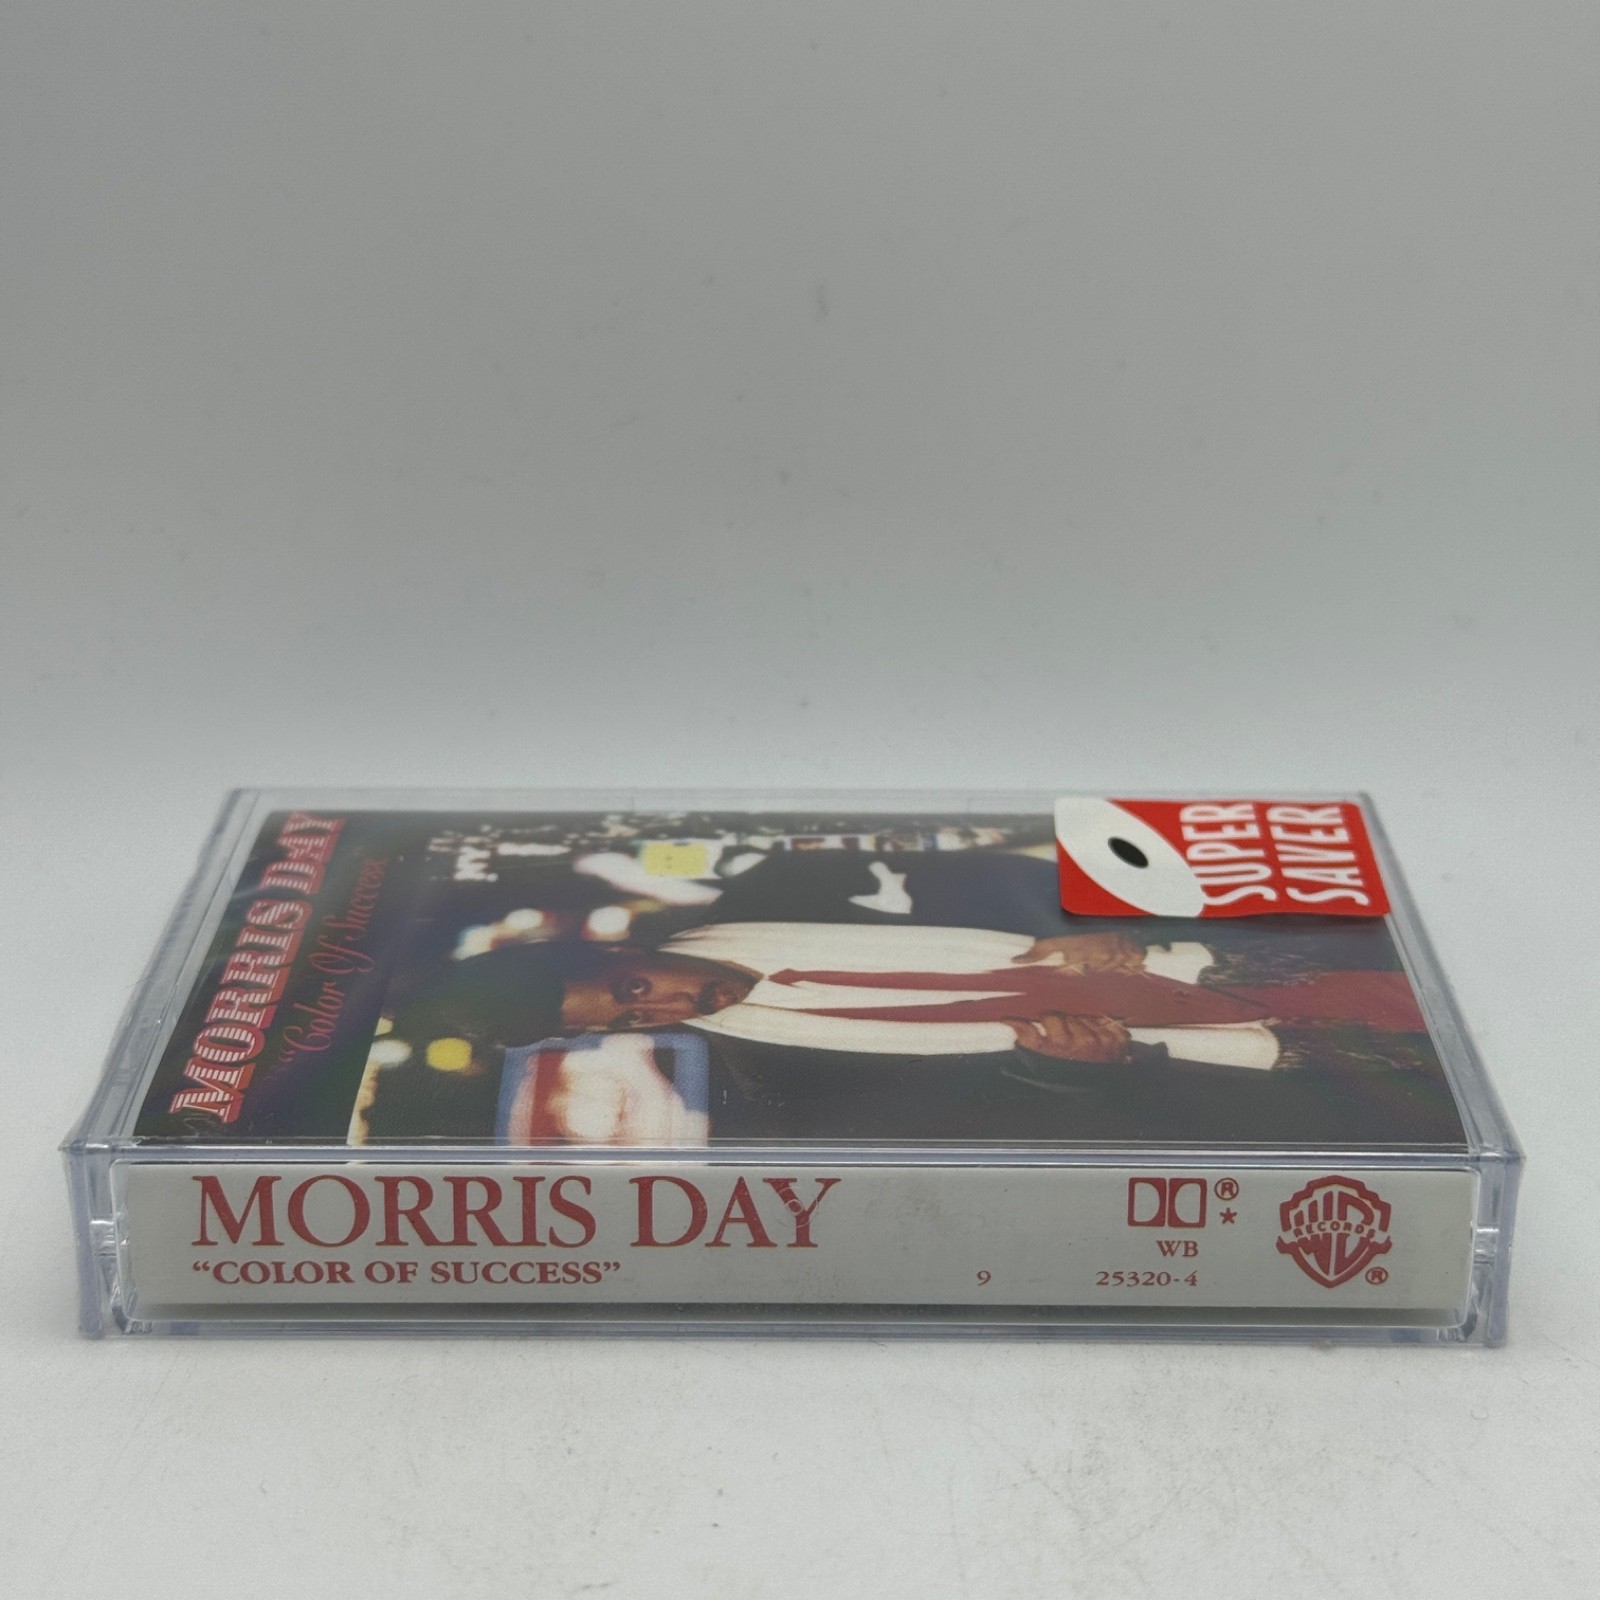 MORRIS DAY
"Color Of Success"
SUPER
SAVER
MORRIS DAY
"COLOR OF SUCCESS"
®
★
WB
9 25320-4
RECORDS
®